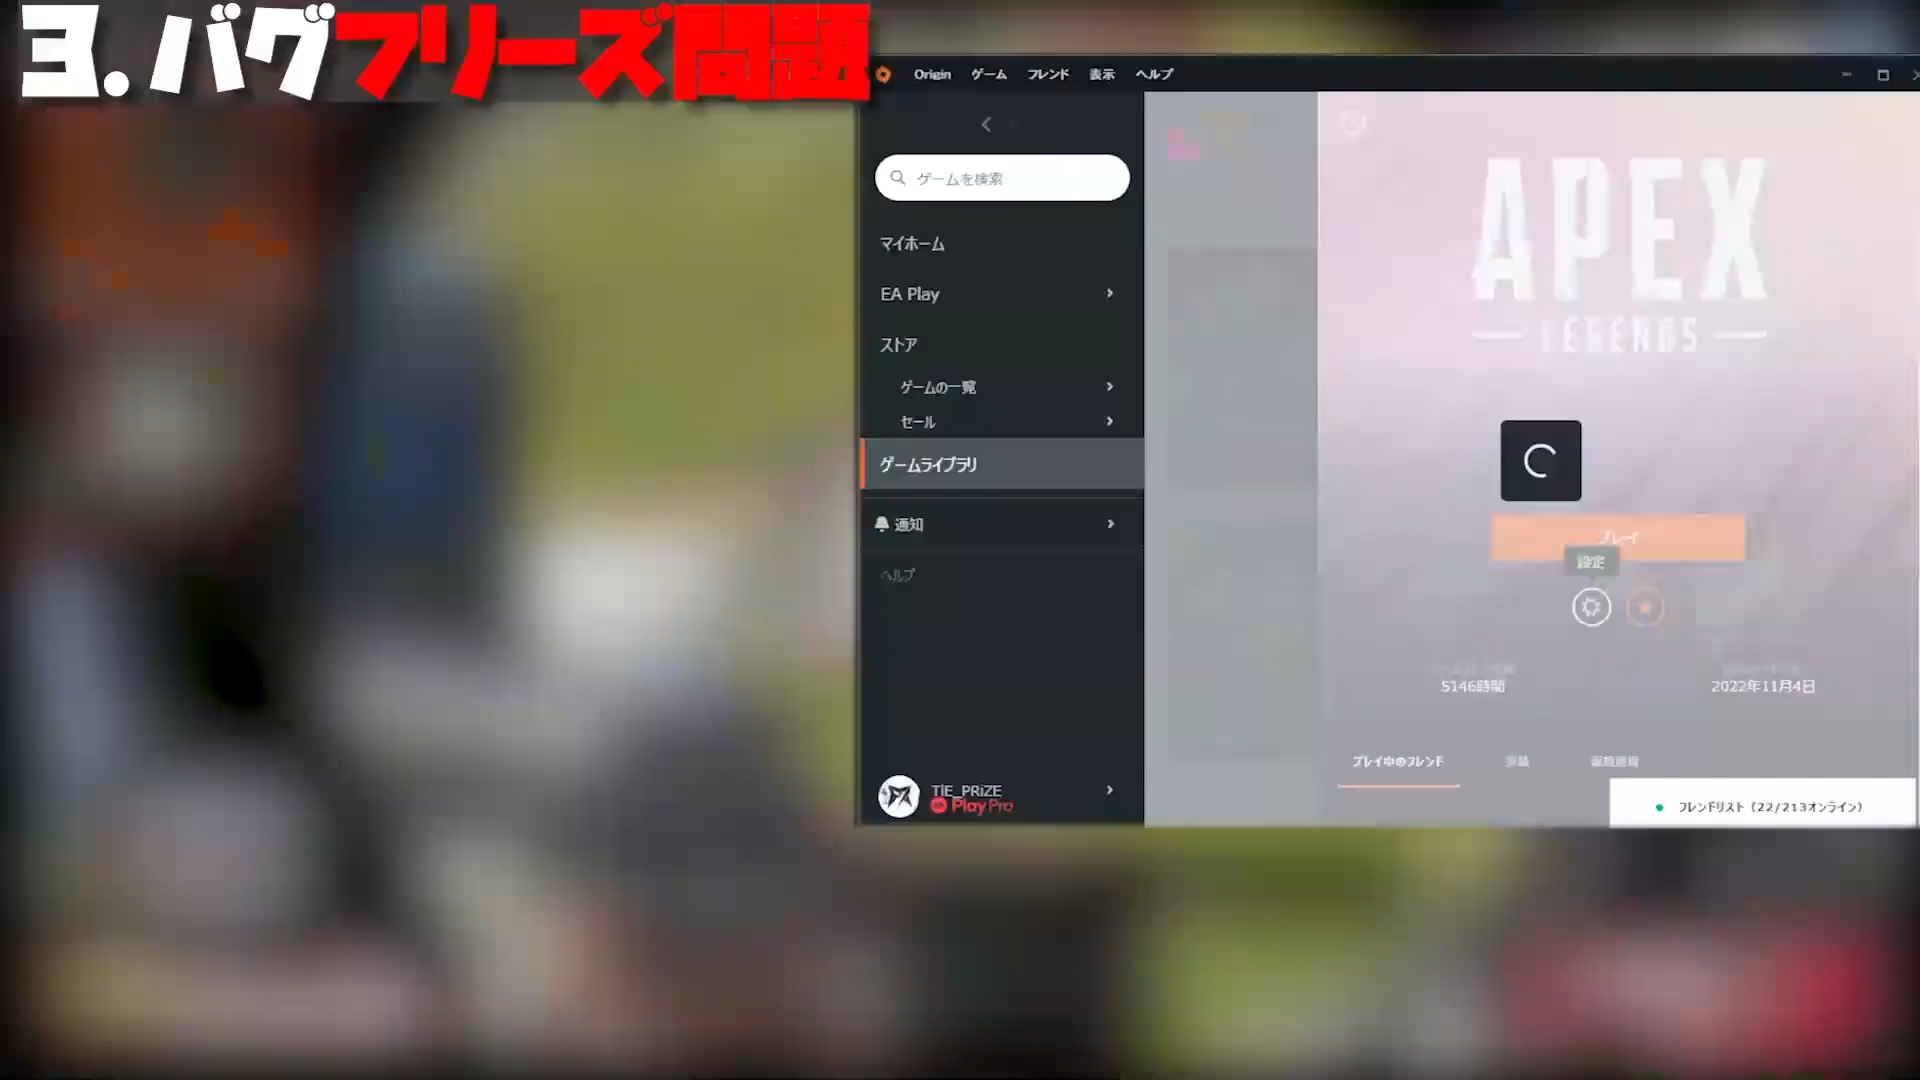 3. バグフリーズ問題
Origin ゲーム フレンド 表示 ヘルプ
ゲームを検索
マイホーム
EA Play
ストア
ゲームの一覧
セール
ゲームライブラリ
通知
ヘルプ
TiE_PRiZE
Play Pro
APEX
LEGENDS
プレイ
設定
5146時間
2022年11月4日
プレイ中のフレンド
フレンドリスト（22/213オンライン）